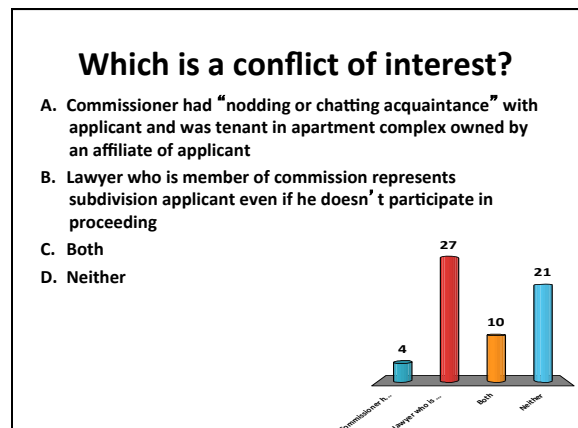 Which is a conflict of interest?
A. Commissioner had “nodding or chatting acquaintance” with
applicant and was tenant in apartment complex owned by
an affiliate of applicant
B. Lawyer who is member of commission represents
subdivision applicant even if he doesn’t participate in
proceeding
C. Both
D. Neither
4
27
10
21
Commissioner h...
Lawyer who is ...
Both
Neither